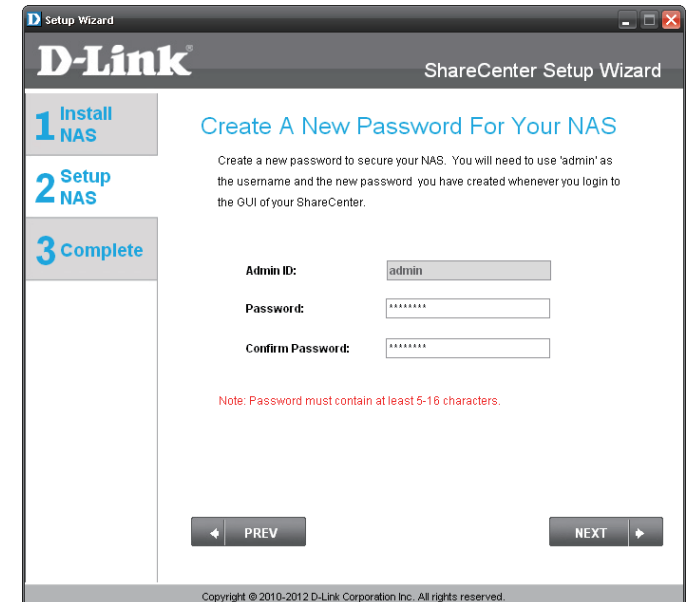 Setup Wizard
D-Link®
ShareCenter Setup Wizard
1 Install NAS
2 Setup NAS
3 Complete
Create A New Password For Your NAS
Create a new password to secure your NAS. You will need to use 'admin' as
the username and the new password you have created whenever you login to
the GUI of your ShareCenter.
Admin ID: admin
Password: ********
Confirm Password: ********
Note: Password must contain at least 5-16 characters.
PREV
NEXT
Copyright © 2010-2012 D-Link Corporation Inc. All rights reserved.